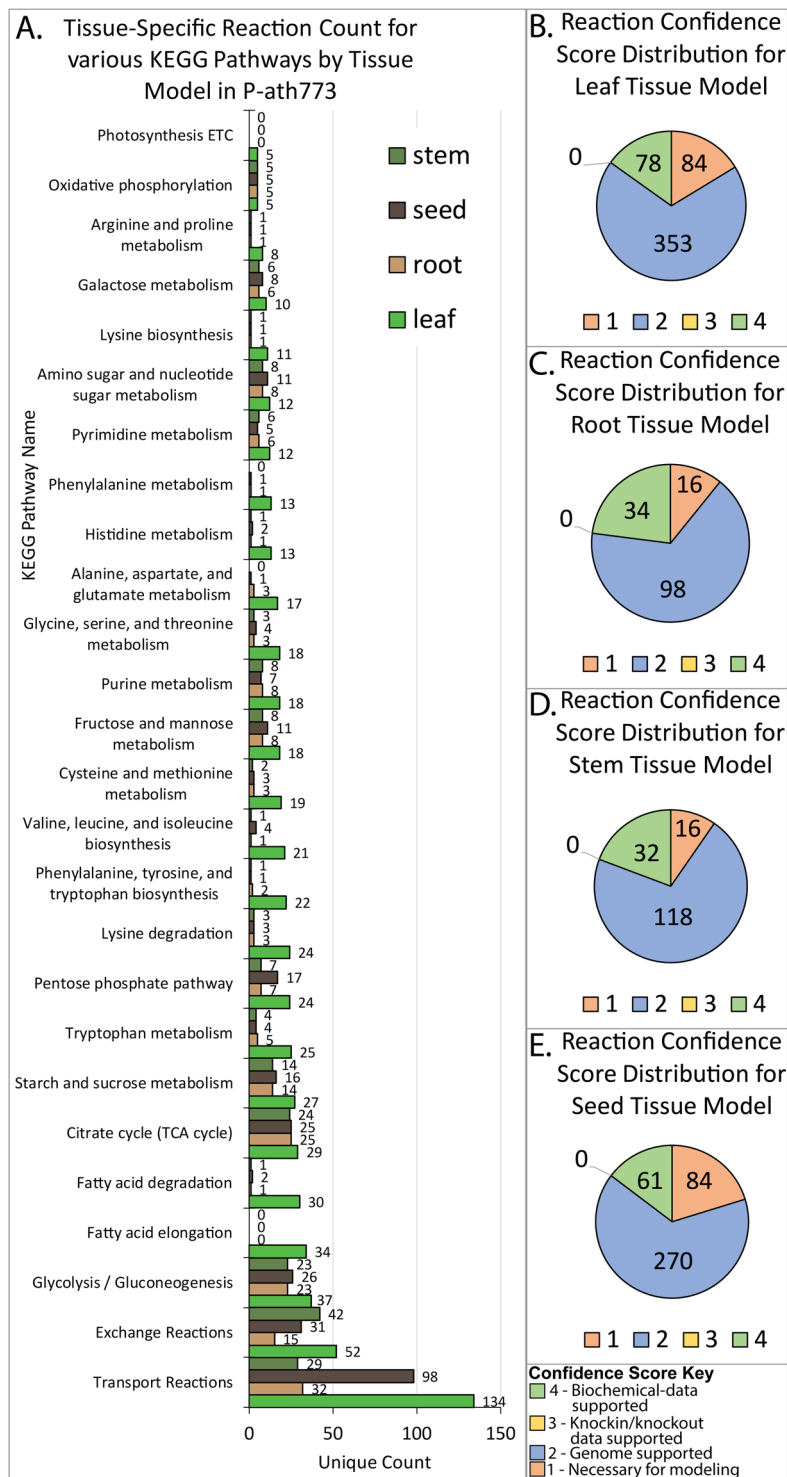 A. Tissue-Specific Reaction Count for
various KEGG Pathways by Tissue
Model in P-ath773
KEGG Pathway Name
stem
seed
root
leaf
Photosynthesis ETC
0
0
0
5
Oxidative phosphorylation
5
5
5
5
Arginine and proline
metabolism
1
1
1
8
Galactose metabolism
6
8
6
10
Lysine biosynthesis
1
1
1
11
Amino sugar and nucleotide
sugar metabolism
8
11
8
12
Pyrimidine metabolism
6
5
6
12
Phenylalanine metabolism
0
1
1
13
Histidine metabolism
1
2
1
13
Alanine, aspartate, and
glutamate metabolism
0
1
3
17
Glycine, serine, and threonine
metabolism
3
4
3
18
Purine metabolism
8
7
8
18
Fructose and mannose
metabolism
8
11
8
18
Cysteine and methionine
metabolism
2
3
3
19
Valine, leucine, and isoleucine
biosynthesis
1
4
1
21
Phenylalanine, tyrosine, and
tryptophan biosynthesis
1
1
2
22
Lysine degradation
3
3
3
24
Pentose phosphate pathway
7
17
7
24
Tryptophan metabolism
4
4
5
25
Starch and sucrose metabolism
14
16
14
27
Citrate cycle (TCA cycle)
24
25
25
29
Fatty acid degradation
1
2
1
30
Fatty acid elongation
0
0
0
34
Glycolysis / Gluconeogenesis
23
26
23
37
Exchange Reactions
42
31
15
52
Transport Reactions
29
98
32
134
0 50 100 150
Unique Count
B. Reaction Confidence
Score Distribution for
Leaf Tissue Model
0
78 84
353
1 2 3 4
C. Reaction Confidence
Score Distribution for
Root Tissue Model
0
34 16
98
1 2 3 4
D. Reaction Confidence
Score Distribution for
Stem Tissue Model
0
32 16
118
1 2 3 4
E. Reaction Confidence
Score Distribution for
Seed Tissue Model
0
61 84
270
1 2 3 4
Confidence Score Key
4 - Biochemical-data
supported
3 - Knockin/knockout
data supported
2 - Genome supported
1 - Necessary for modeling